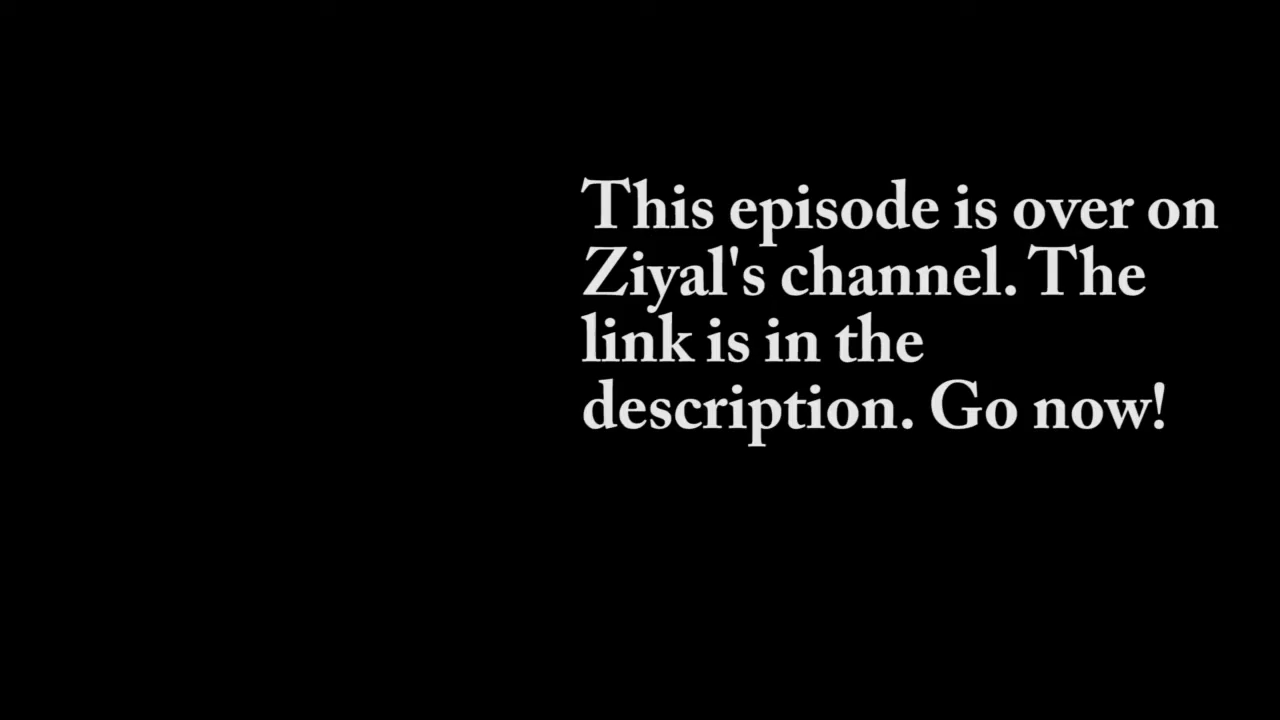 This episode is over on
Ziyal's channel. The
link is in the
description. Go now!